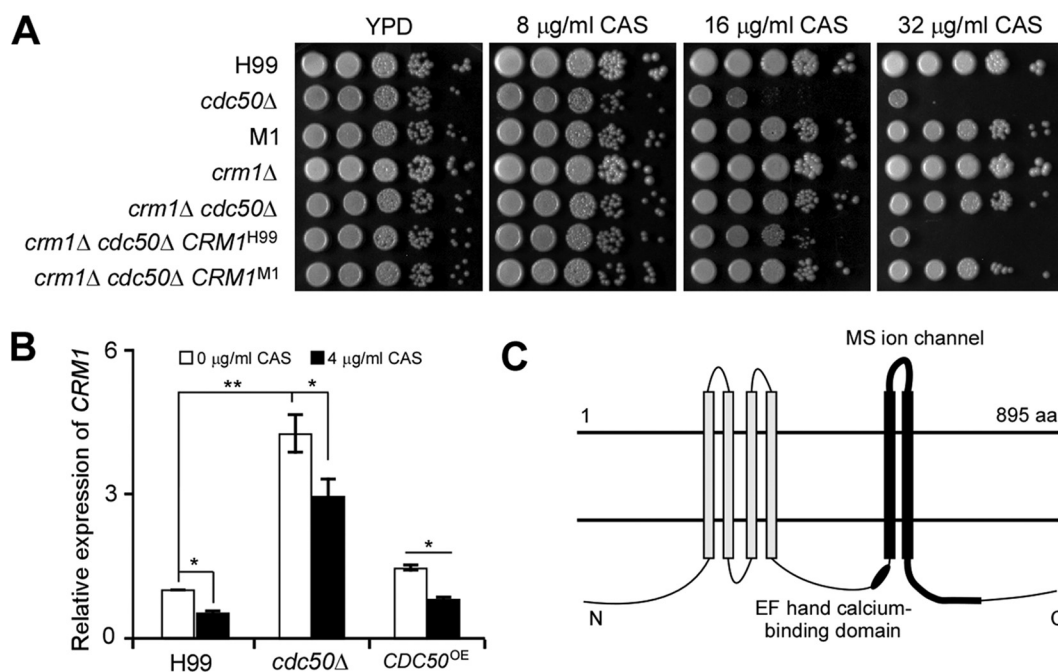 A
YPD
8 μg/ml CAS
16 μg/ml CAS
32 μg/ml CAS
H99
cdc50Δ
M1
crm1Δ
crm1Δ cdc50Δ
crm1Δ cdc50Δ CRM1ᴴ⁹⁹
crm1Δ cdc50Δ CRM1ᴹ¹
B
Relative expression of CRM1
6
3
0
0 μg/ml CAS
4 μg/ml CAS
** *
*
*
H99
cdc50Δ
CDC50ᴼᴱ
C
MS ion channel
1
895 aa
N
EF hand calcium-
binding domain
C